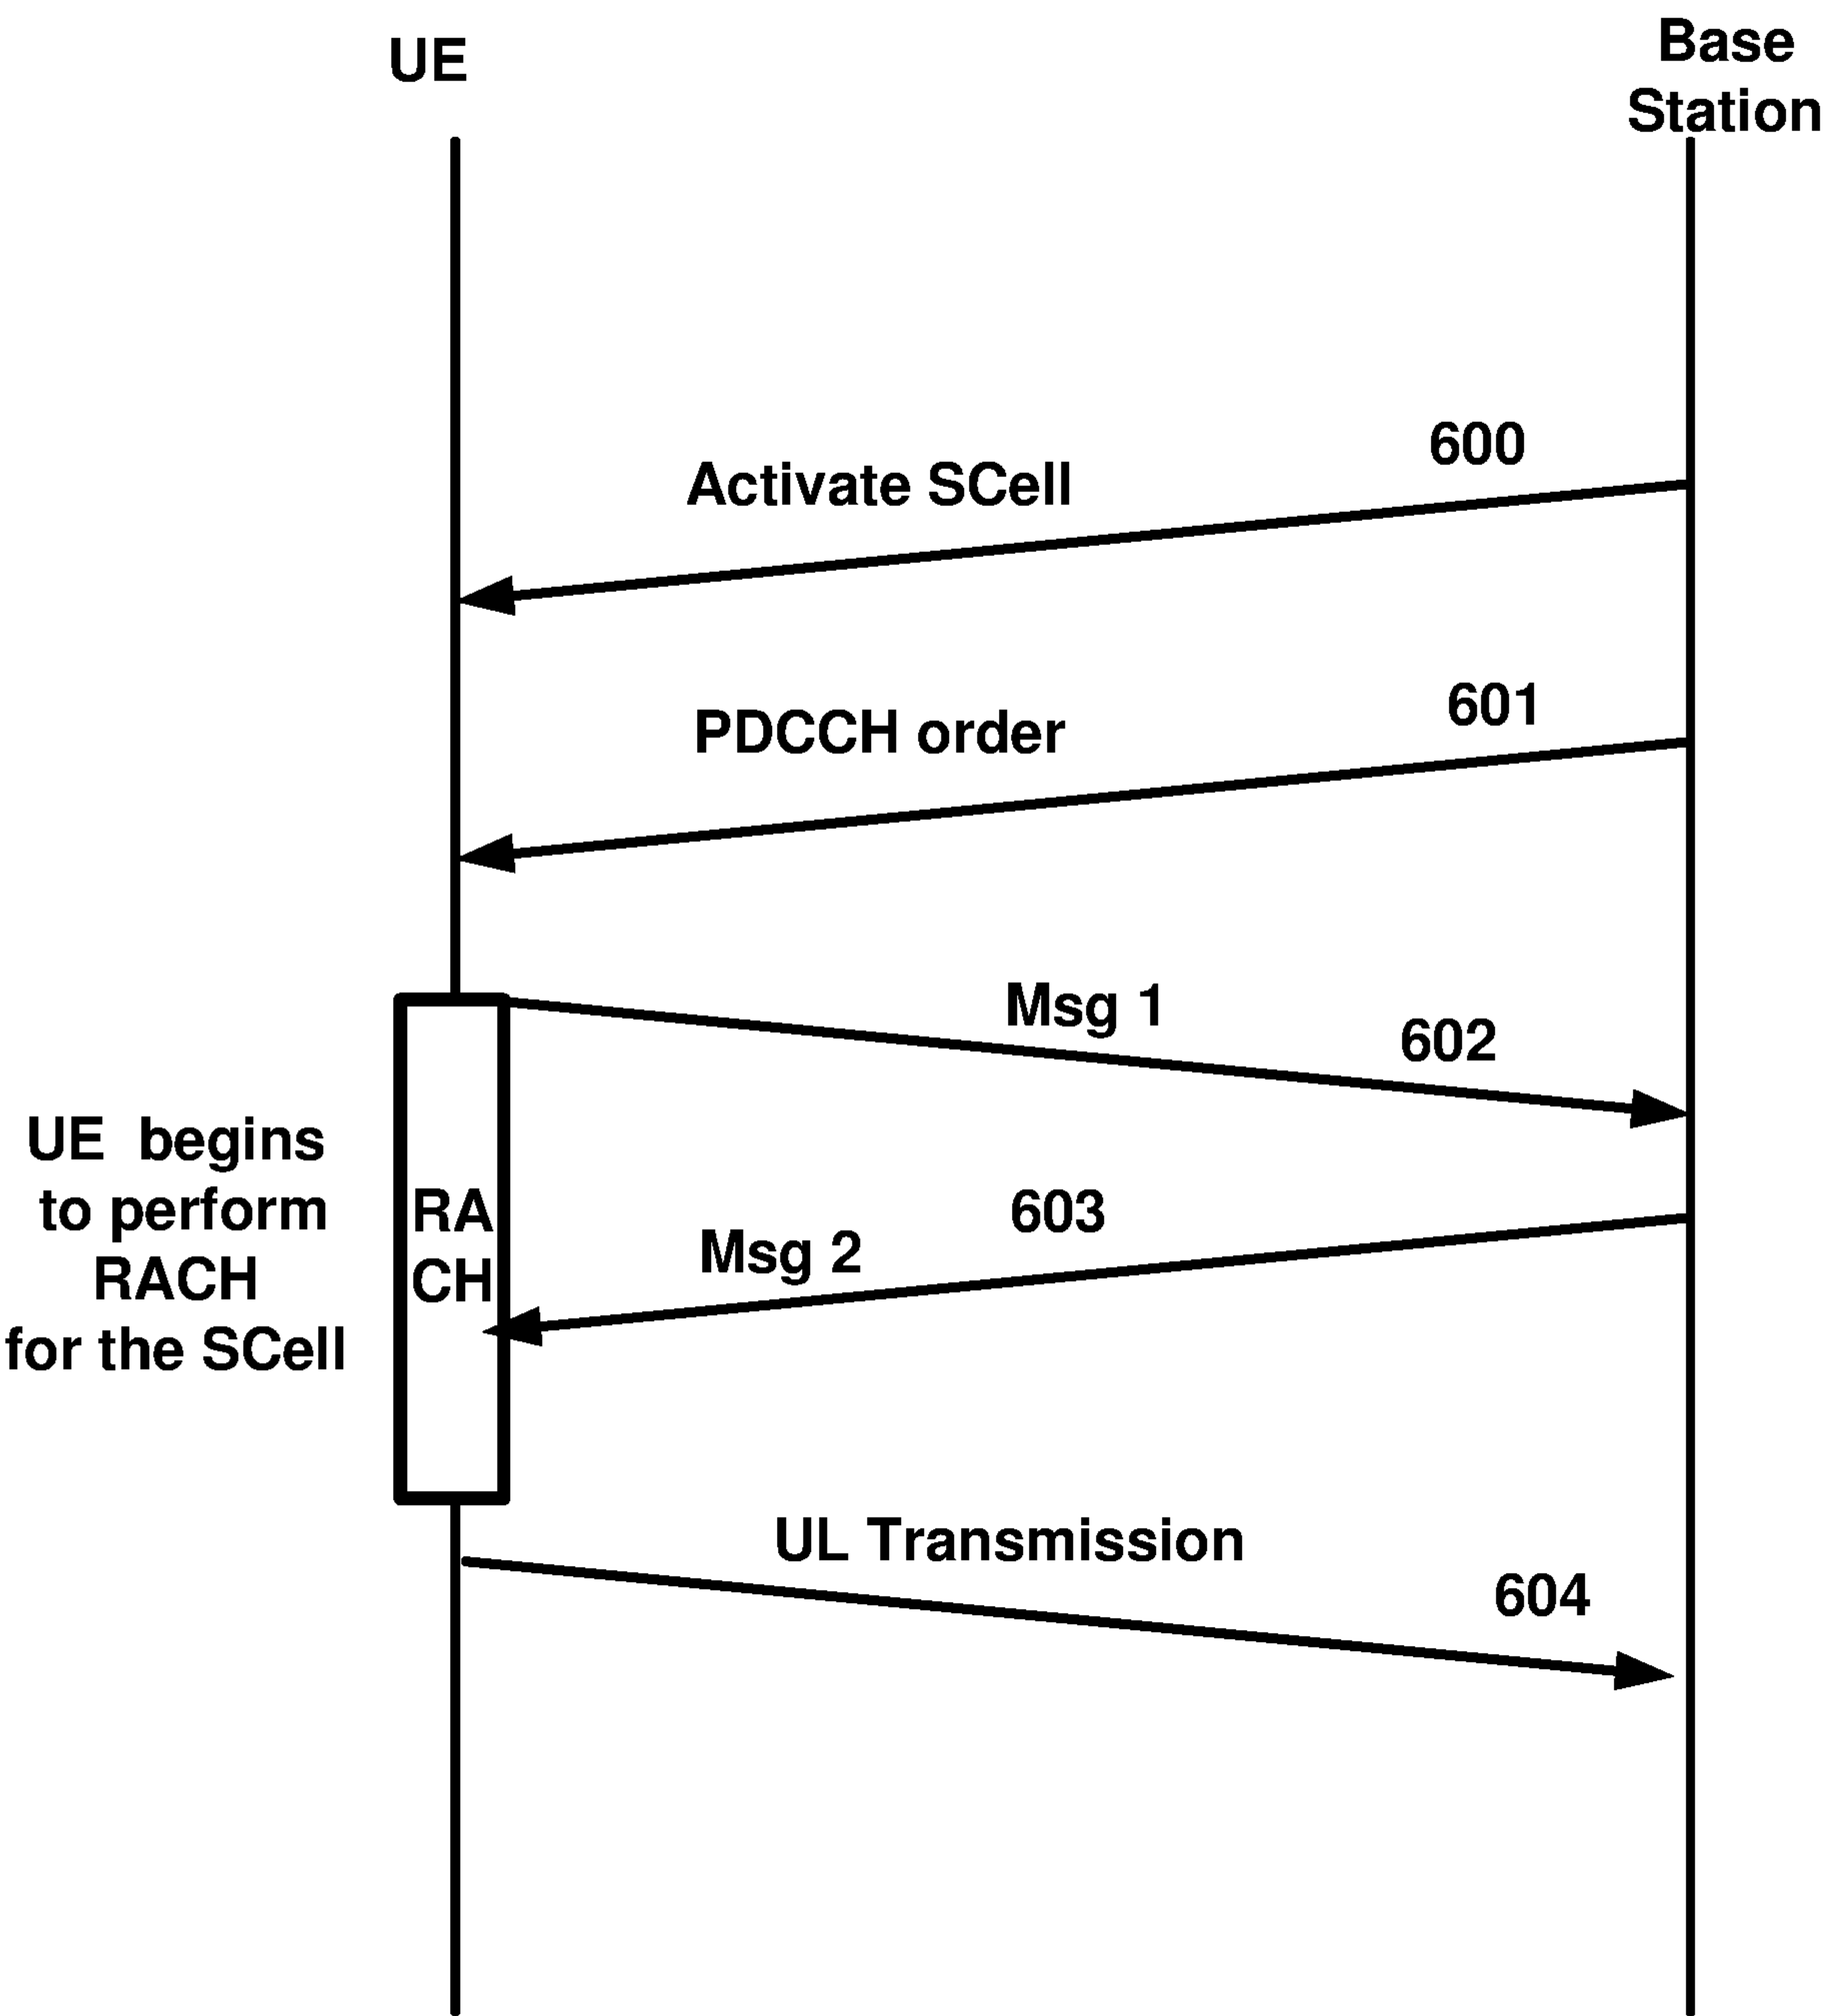 UE
Base
Station
600
Activate SCell
601
PDCCH order
Msg 1
602
UE begins
to perform
RACH
for the SCell
RA
CH
603
Msg 2
UL Transmission
604